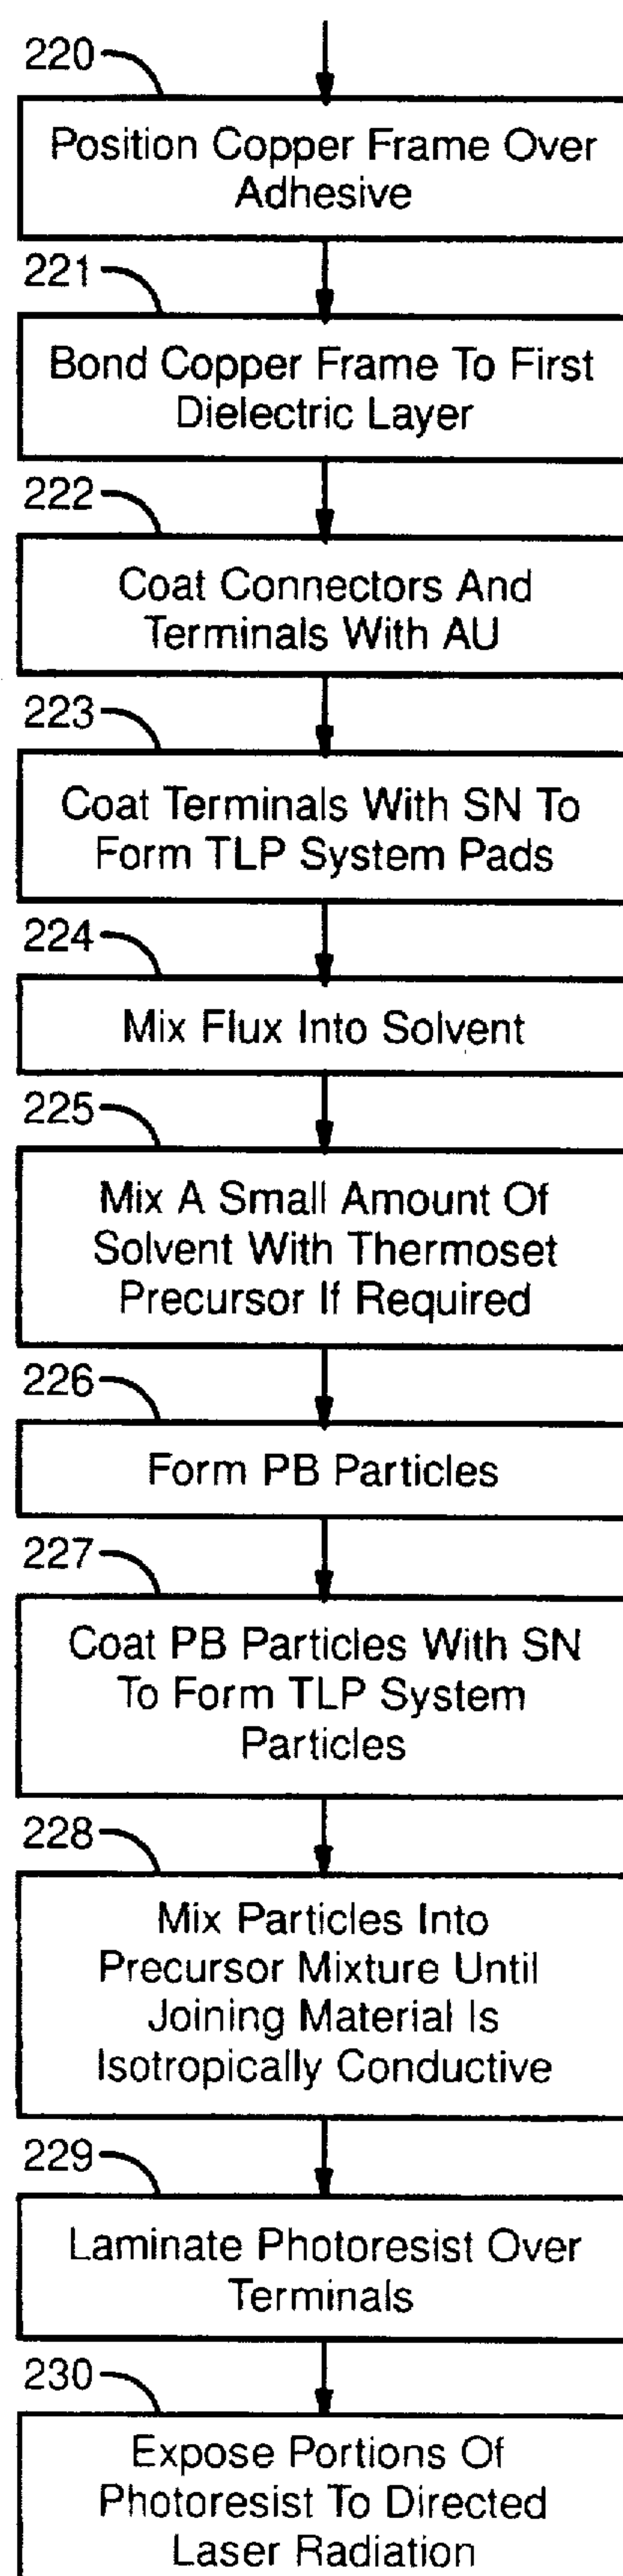 220
Position Copper Frame Over
Adhesive
221
Bond Copper Frame To First
Dielectric Layer
222
Coat Connectors And
Terminals With AU
223
Coat Terminals With SN To
Form TLP System Pads
224
Mix Flux Into Solvent
225
Mix A Small Amount Of
Solvent With Thermoset
Precursor If Required
226
Form PB Particles
227
Coat PB Particles With SN
To Form TLP System
Particles
228
Mix Particles Into
Precursor Mixture Until
Joining Material Is
Isotropically Conductive
229
Laminate Photoresist Over
Terminals
230
Expose Portions Of
Photoresist To Directed
Laser Radiation